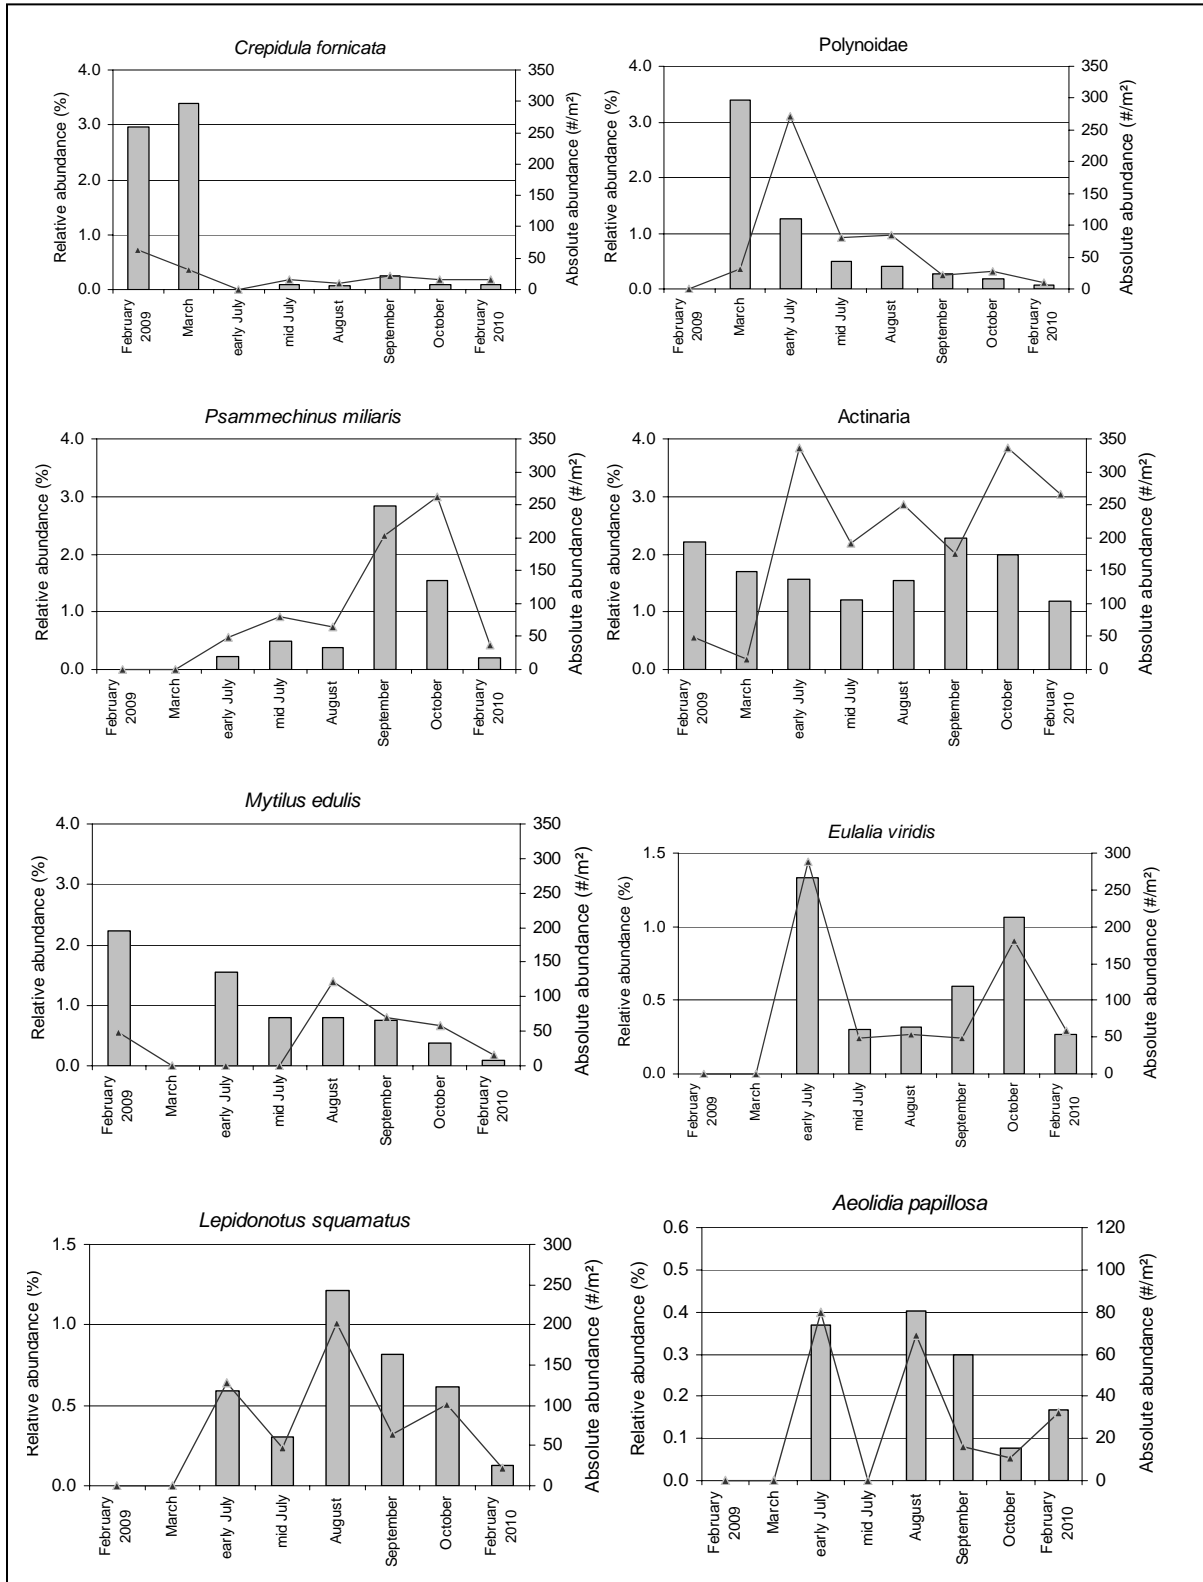 Crepidula fornicata
Relative abundance (%)
4.0
3.0
2.0
1.0
0.0
350
300
250
200
150
100
50
0
Absolute abundance (#/m²)
February 2009
March
early July
mid July
August
September
October
February 2010
Polynoidae
Relative abundance (%)
4.0
3.0
2.0
1.0
0.0
350
300
250
200
150
100
50
0
Absolute abundance (#/m²)
February 2009
March
early July
mid July
August
September
October
February 2010
Psammechinus miliaris
Relative abundance (%)
4.0
3.0
2.0
1.0
0.0
350
300
250
200
150
100
50
0
Absolute abundance (#/m²)
February 2009
March
early July
mid July
August
September
October
February 2010
Actinaria
Relative abundance (%)
4.0
3.0
2.0
1.0
0.0
350
300
250
200
150
100
50
0
Absolute abundance (#/m²)
February 2009
March
early July
mid July
August
September
October
February 2010
Mytilus edulis
Relative abundance (%)
4.0
3.0
2.0
1.0
0.0
350
300
250
200
150
100
50
0
Absolute abundance (#/m²)
February 2009
March
early July
mid July
August
September
October
February 2010
Eulalia viridis
Relative abundance (%)
1.5
1.0
0.5
0.0
300
250
200
150
100
50
0
Absolute abundance (#/m²)
February 2009
March
early July
mid July
August
September
October
February 2010
Lepidonotus squamatus
Relative abundance (%)
1.5
1.0
0.5
0.0
300
250
200
150
100
50
0
Absolute abundance (#/m²)
February 2009
March
early July
mid July
August
September
October
February 2010
Aeolidia papillosa
Relative abundance (%)
0.6
0.5
0.4
0.3
0.2
0.1
0.0
120
100
80
60
40
20
0
Absolute abundance (#/m²)
February 2009
March
early July
mid July
August
September
October
February 2010